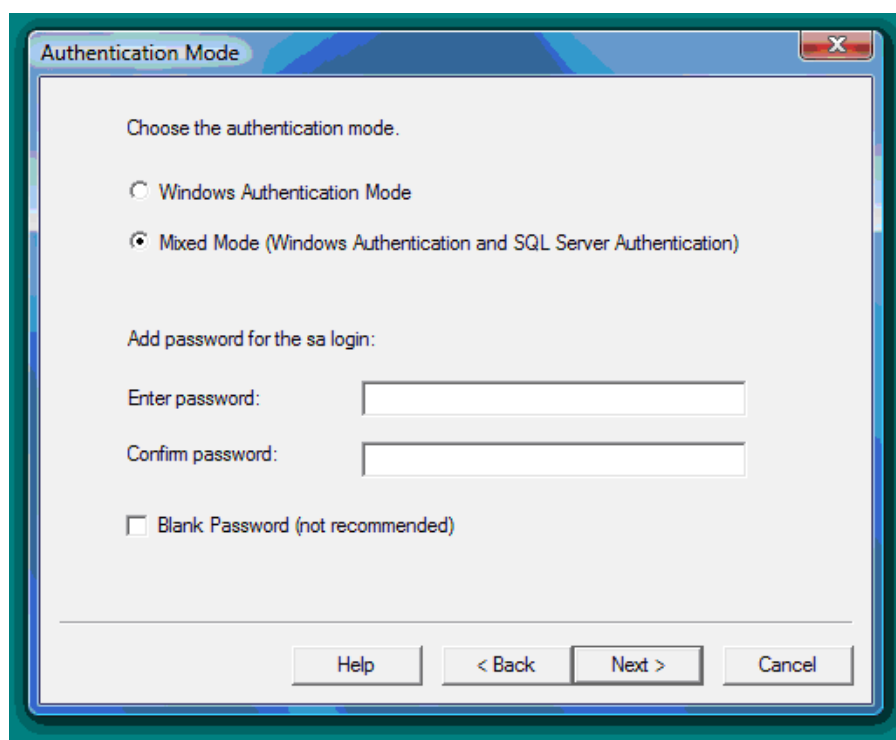 Authentication Mode
Choose the authentication mode.
Windows Authentication Mode
Mixed Mode (Windows Authentication and SQL Server Authentication)
Add password for the sa login:
Enter password:
Confirm password:
Blank Password (not recommended)
Help < Back Next > Cancel